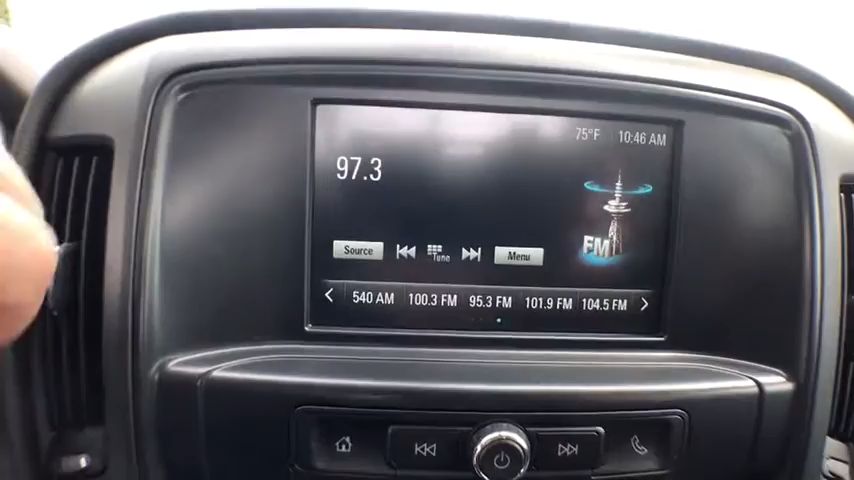 75°F 10:46 AM
97.3
FM
Source Tune Menu
540 AM 100.3 FM 95.3 FM 101.9 FM 104.5 FM